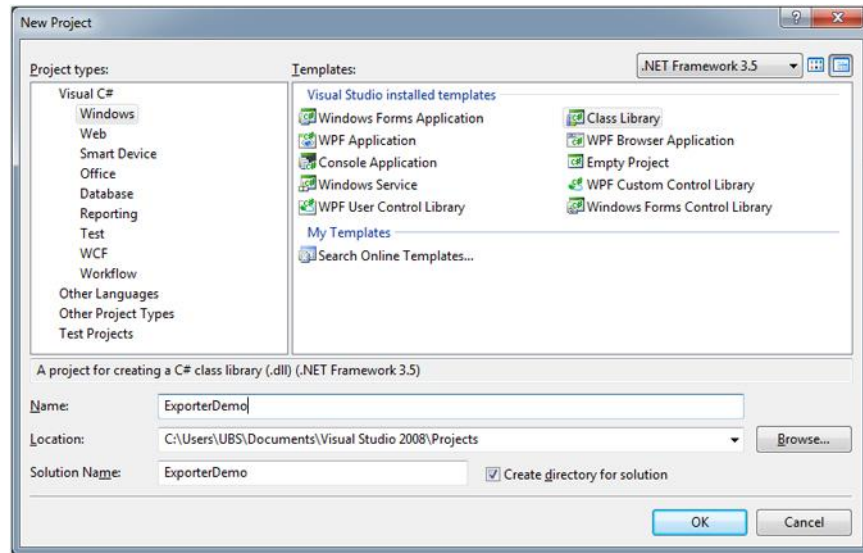 New Project
Project types:
Templates:
.NET Framework 3.5
Visual C#
Windows
Web
Smart Device
Office
Database
Reporting
Test
WCF
Workflow
Other Languages
Other Project Types
Test Projects
Visual Studio installed templates
Windows Forms Application
Class Library
WPF Application
WPF Browser Application
Console Application
Empty Project
Windows Service
WPF Custom Control Library
WPF User Control Library
Windows Forms Control Library
My Templates
Search Online Templates...
A project for creating a C# class library (.dll) (.NET Framework 3.5)
Name:
ExporterDemo
Location:
C:\Users\UBS\Documents\Visual Studio 2008\Projects
Browse...
Solution Name:
ExporterDemo
Create directory for solution
OK
Cancel